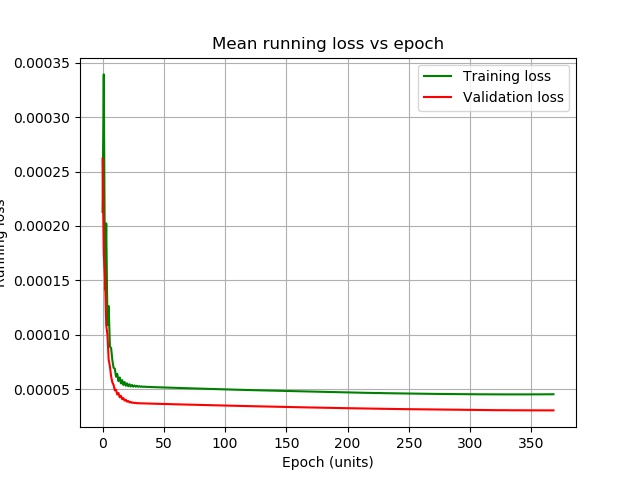 Mean running loss vs epoch
0.00035
0.00030
0.00025
0.00020
0.00015
0.00010
0.00005
Running loss
Training loss
Validation loss
0 50 100 150 200 250 300 350
Epoch (units)